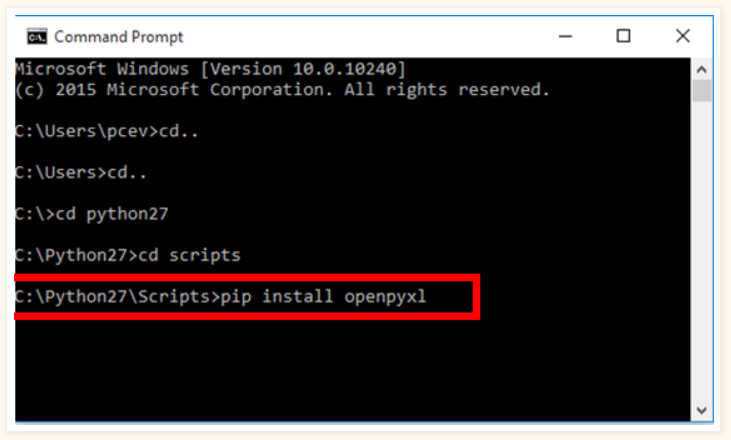 Command Prompt
Microsoft Windows [Version 10.0.10240]
(c) 2015 Microsoft Corporation. All rights reserved.
C:\Users\pcev>cd..
C:\Users>cd..
C:\>cd python27
C:\Python27>cd scripts
C:\Python27\Scripts>pip install openpyxl